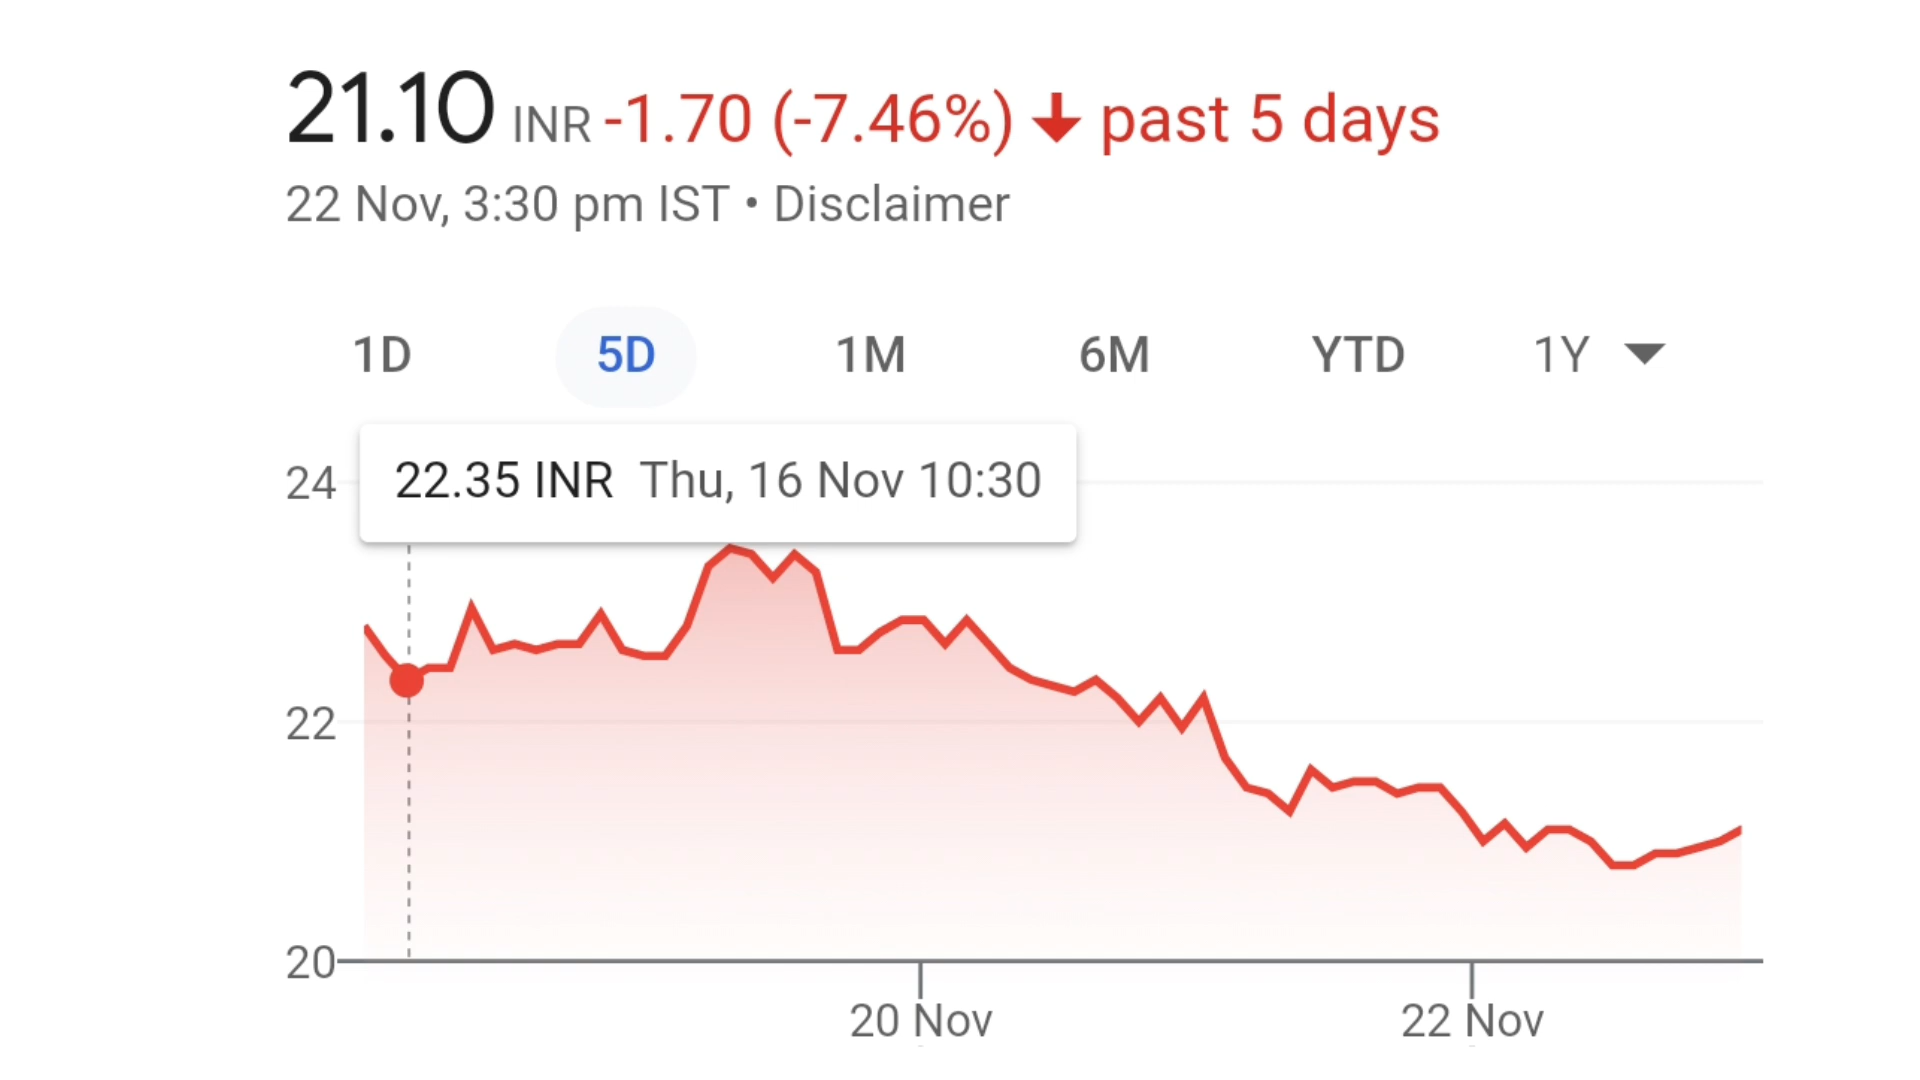 21.10 INR -1.70 (-7.46%) ↓ past 5 days
22 Nov, 3:30 pm IST • Disclaimer
1D 5D 1M 6M YTD 1Y
22.35 INR Thu, 16 Nov 10:30
24
22
20
20 Nov 22 Nov